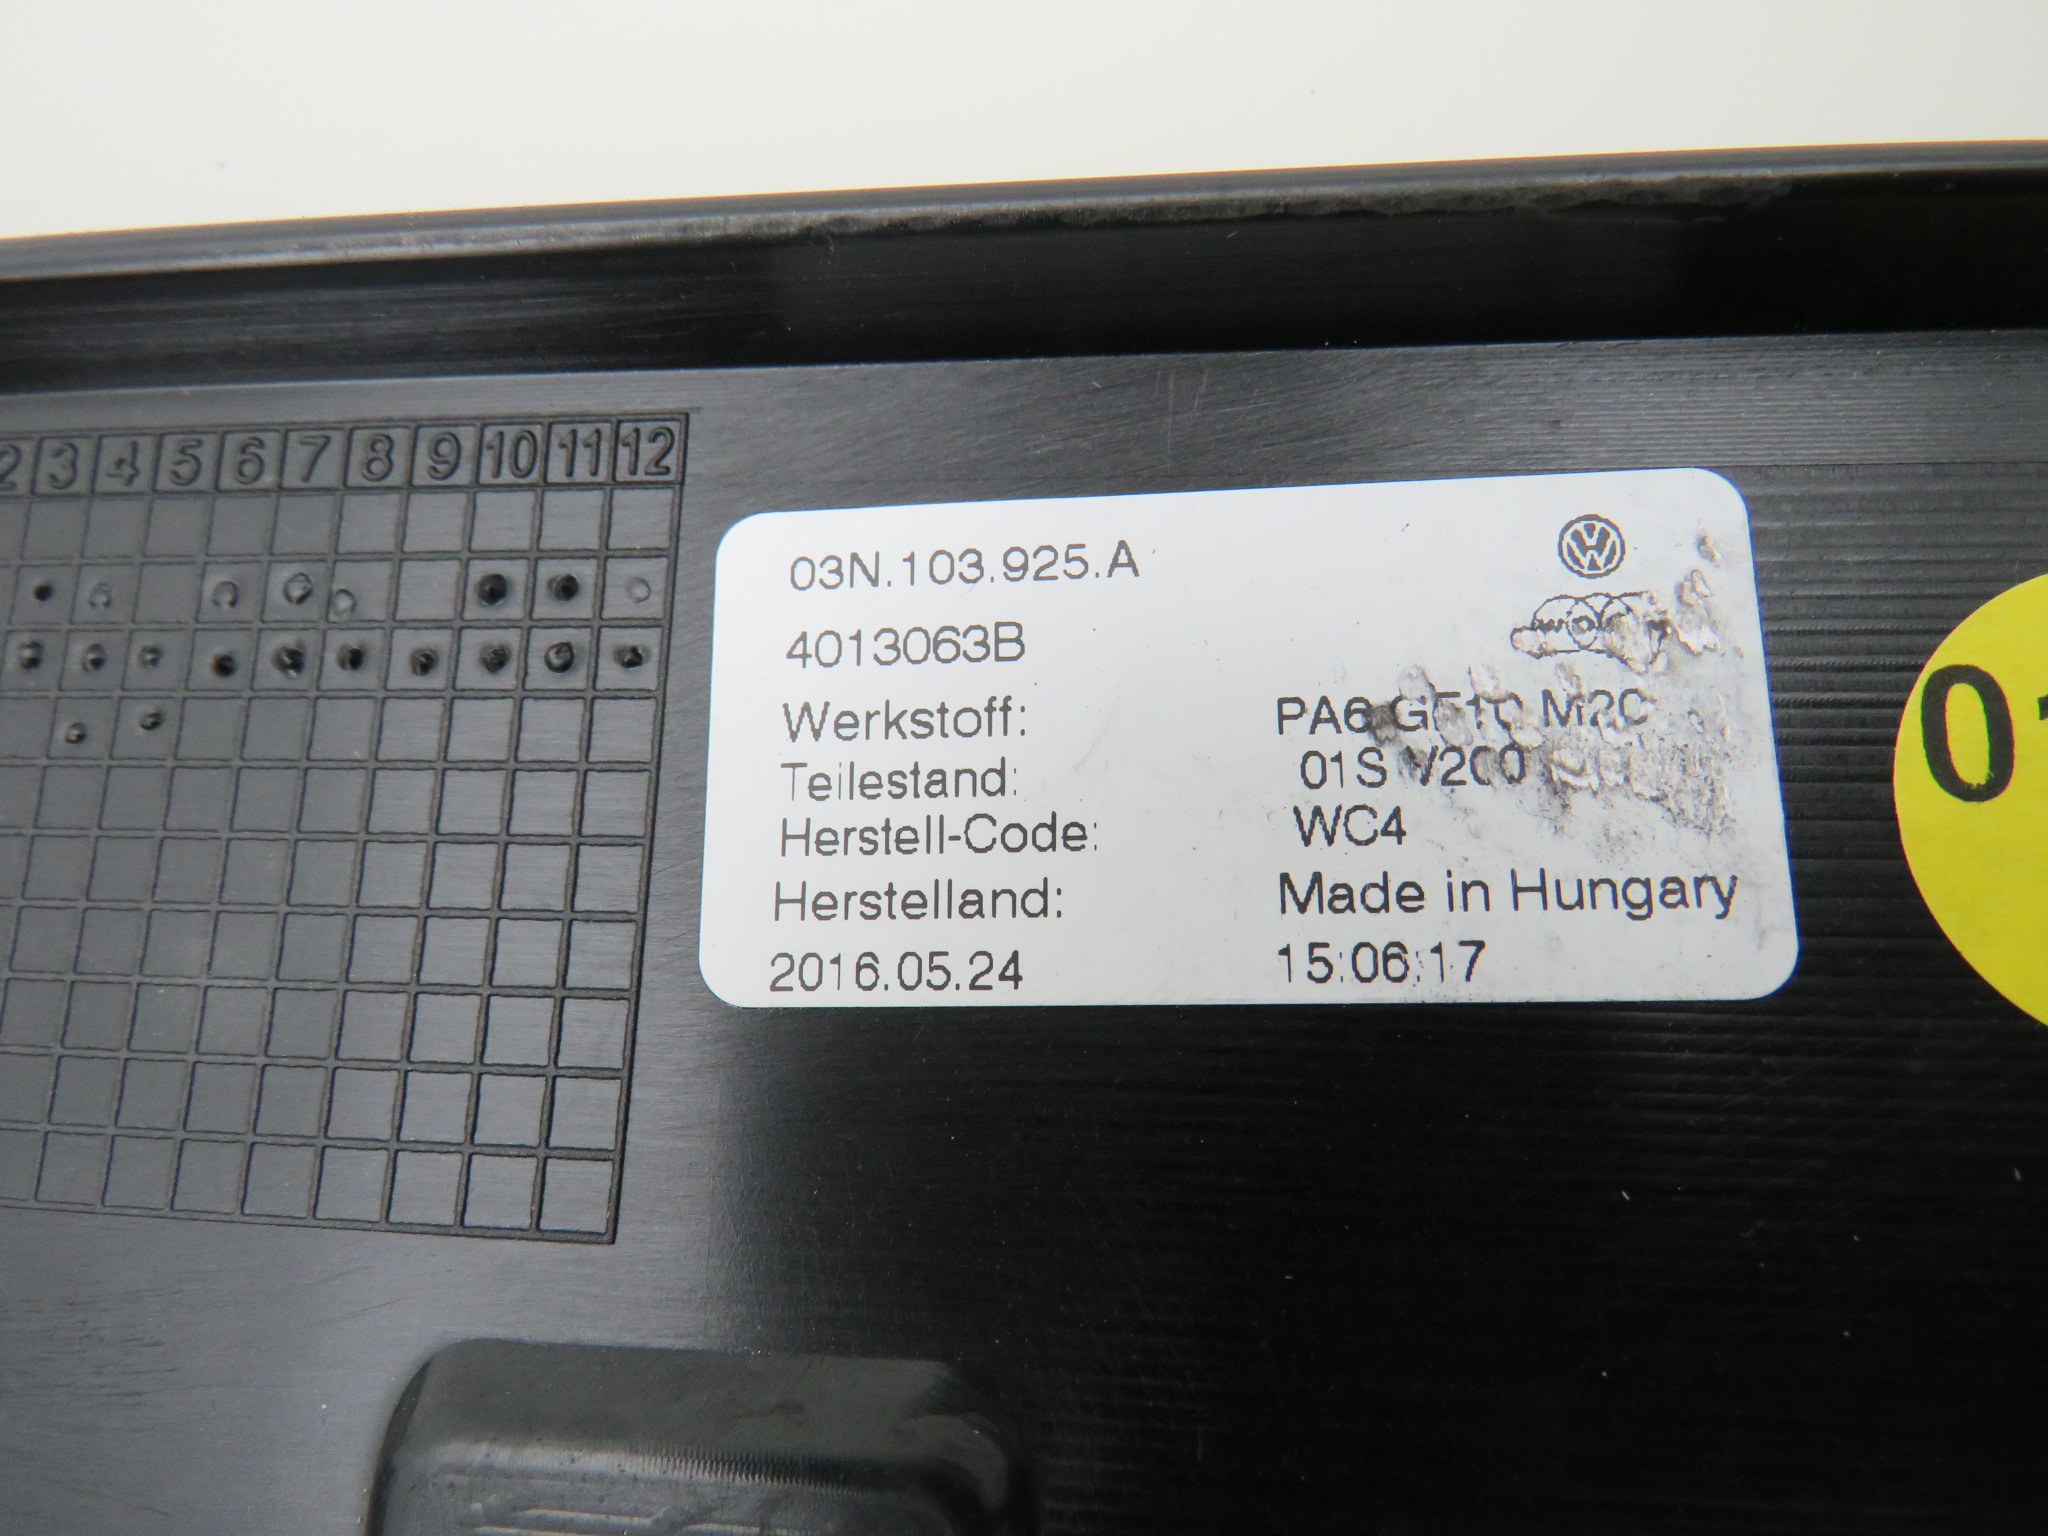 2 3 4 5 6 7 8 9 10 11 12
03N.103.925.A
4013063B
Werkstoff: PA6
Teilestand: 01S
Herstell-Code: WC4
Herstelland: Made in Hungary
2016.05.24 15:06:17